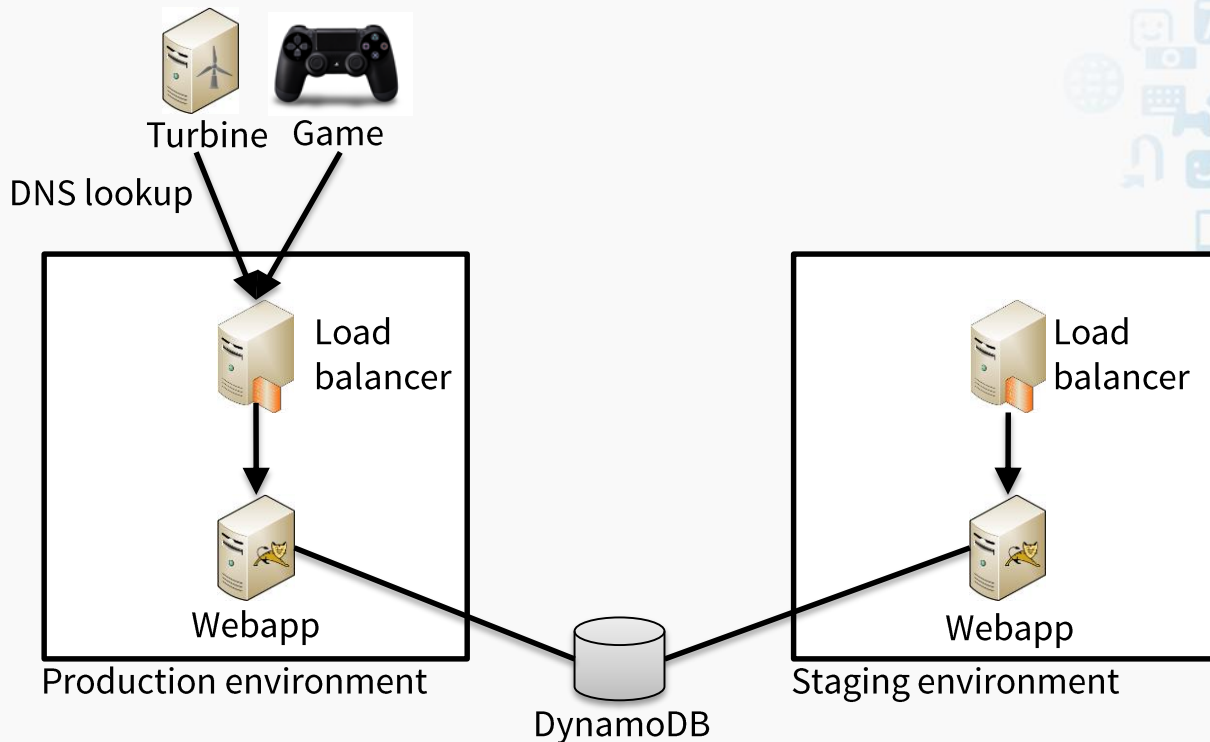 Turbine
Game
DNS lookup
Load
balancer
Load
balancer
Webapp
Webapp
Production environment
Staging environment
DynamoDB